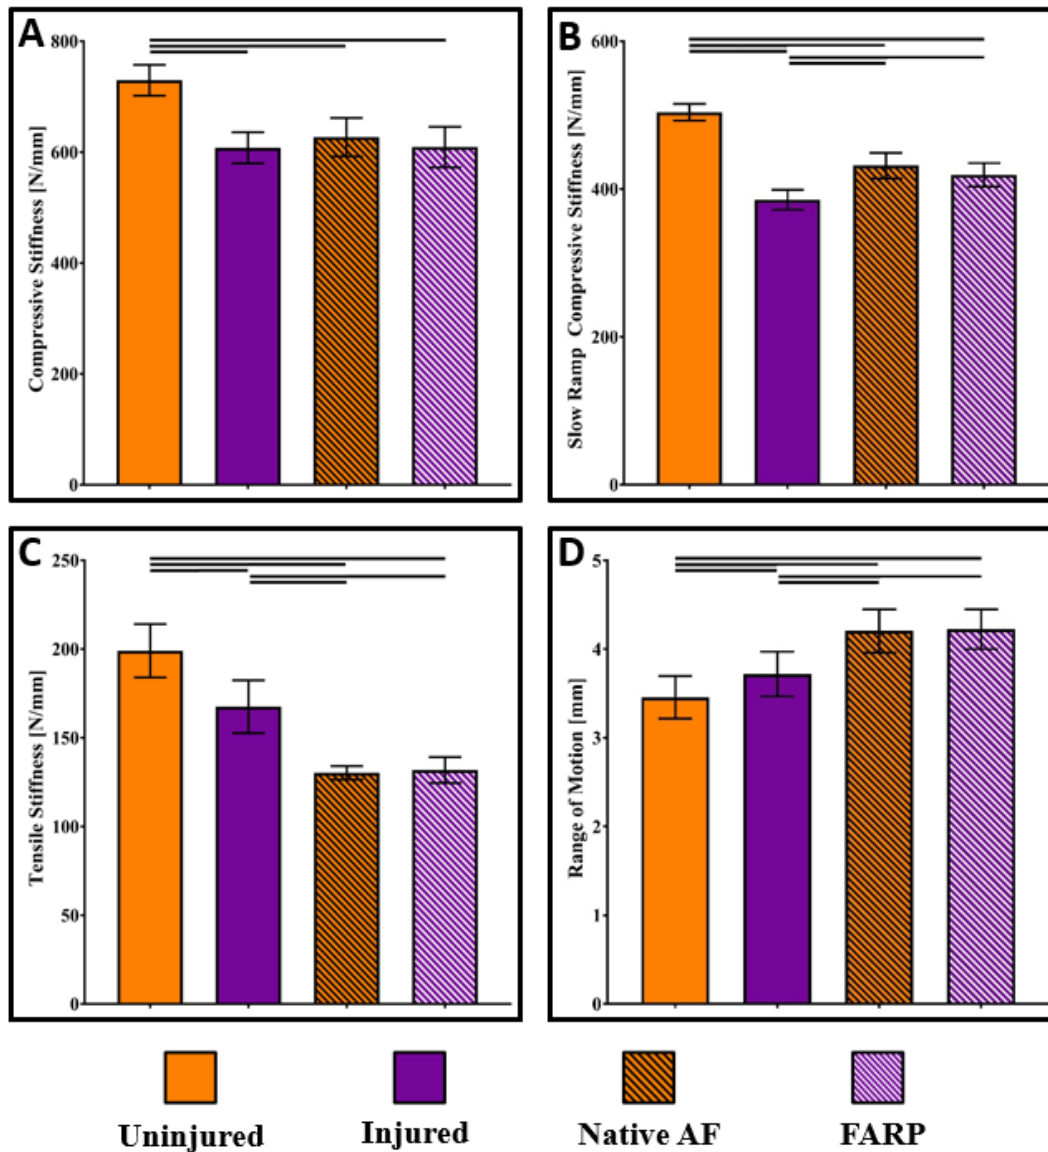 A
Compressive Stiffness [N/mm]
800
600
400
200
0
B
Slow Ramp Compressive Stiffness [N/mm]
600
400
200
0
C
Tensile Stiffness [N/mm]
250
200
150
100
50
0
D
Range of Motion [mm]
5
4
3
2
1
0
Uninjured Injured Native AF FARP